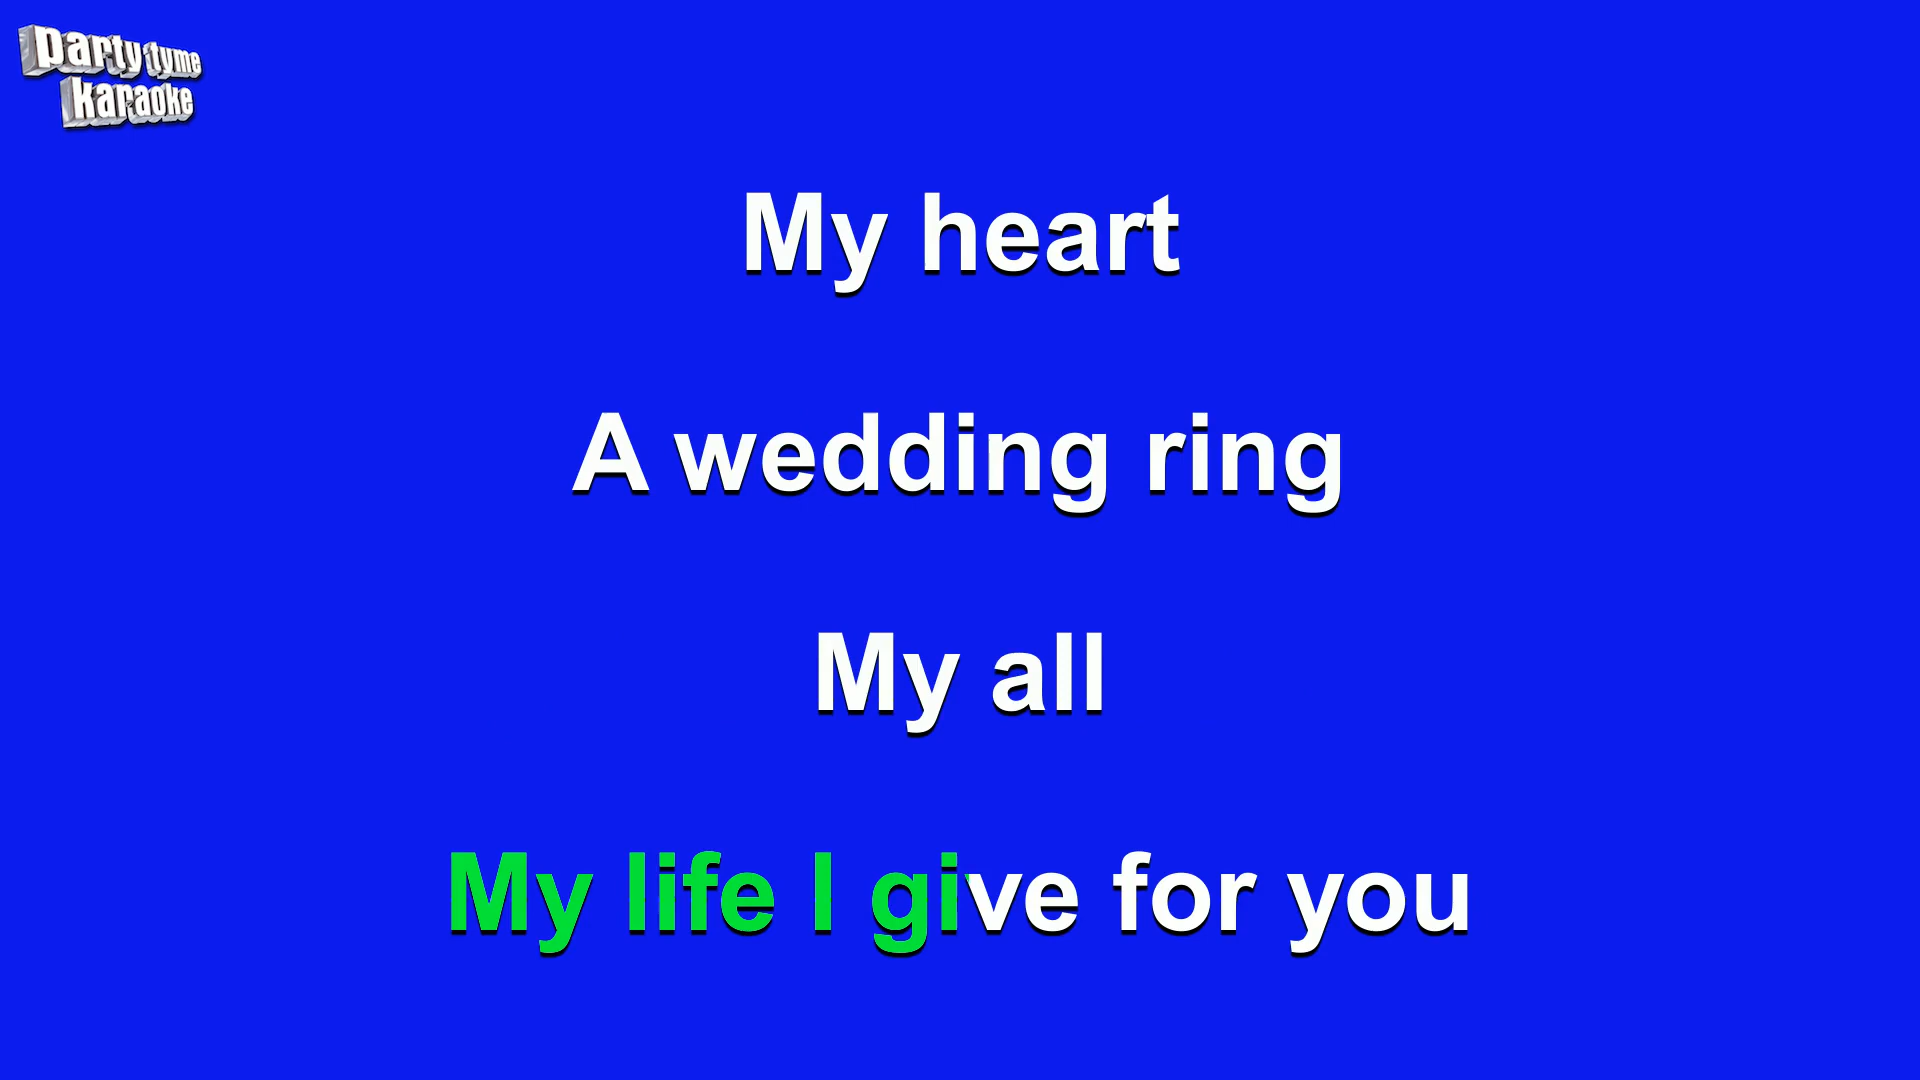 party tyme
karaoke
My heart
A wedding ring
My all
My life I give for you